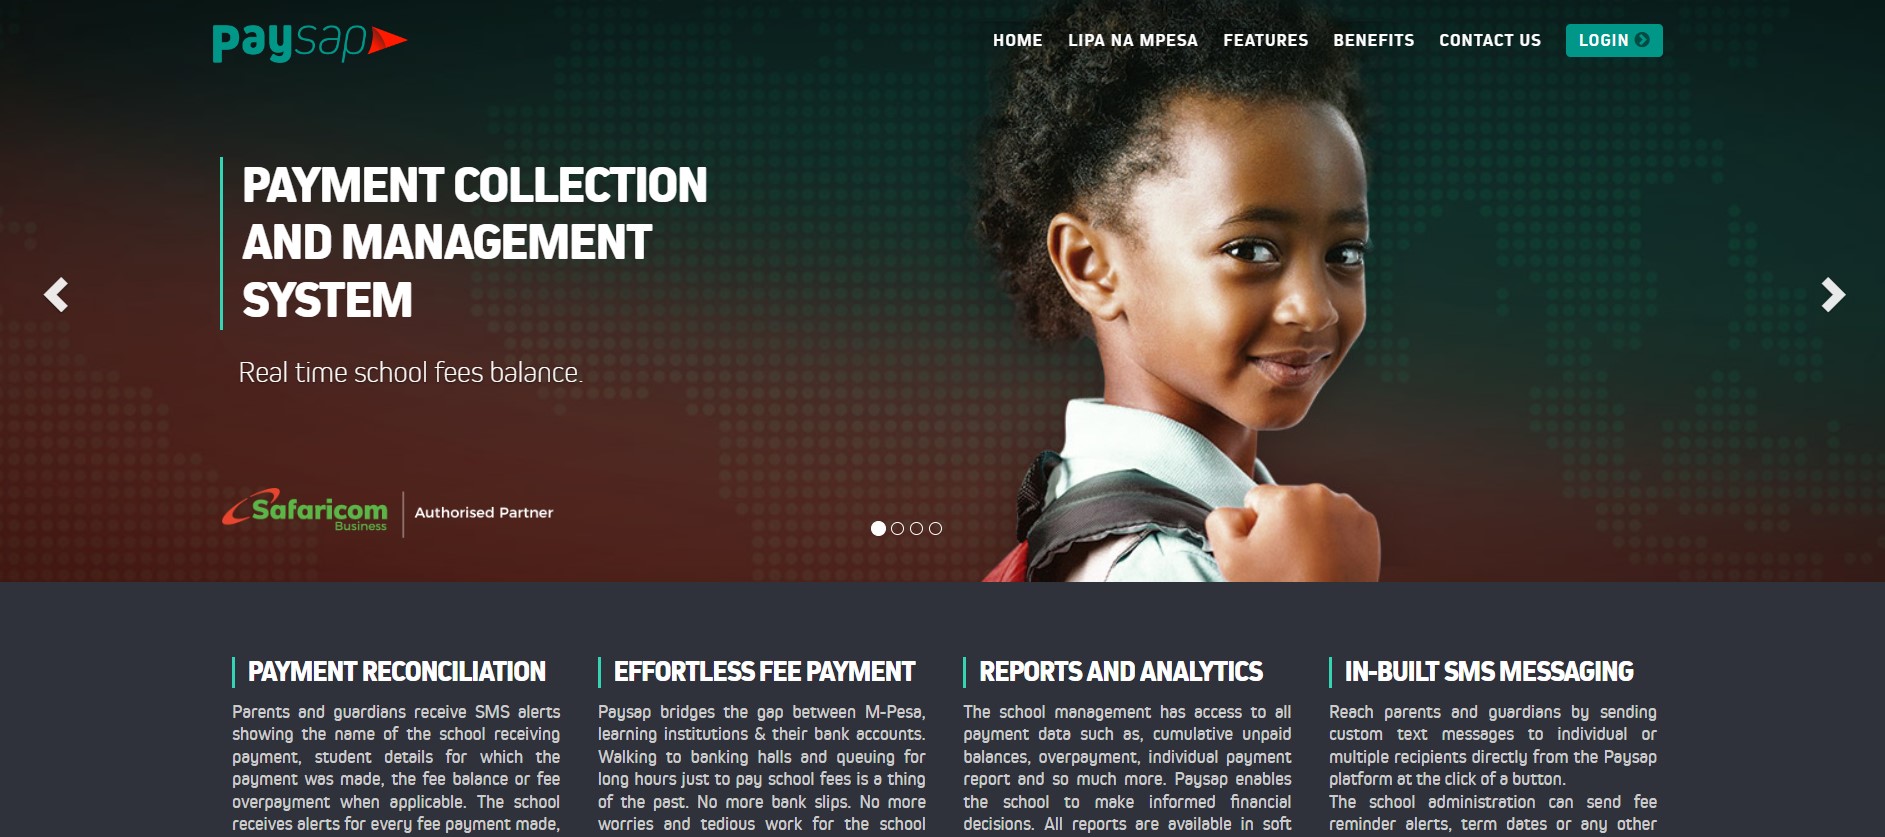 paysap
HOME LIPA NA MPESA FEATURES BENEFITS CONTACT US LOGIN
PAYMENT COLLECTION
AND MANAGEMENT
SYSTEM
Real time school fees balance.
Safaricom
Business
Authorised Partner
PAYMENT RECONCILIATION
Parents and guardians receive SMS alerts
showing the name of the school receiving
payment, student details for which the
payment was made, the fee balance or fee
overpayment when applicable. The school
receives alerts for every fee payment made,
EFFORTLESS FEE PAYMENT
Paysap bridges the gap between M-Pesa,
learning institutions & their bank accounts.
Walking to banking halls and queuing for
long hours just to pay school fees is a thing
of the past. No more bank slips. No more
worries and tedious work for the school
REPORTS AND ANALYTICS
The school management has access to all
payment data such as, cumulative unpaid
balances, overpayment, individual payment
report and so much more. Paysap enables
the school to make informed financial
decisions. All reports are available in soft
IN-BUILT SMS MESSAGING
Reach parents and guardians by sending
custom text messages to individual or
multiple recipients directly from the Paysap
platform at the click of a button.
The school administration can send fee
reminder alerts, term dates or any other